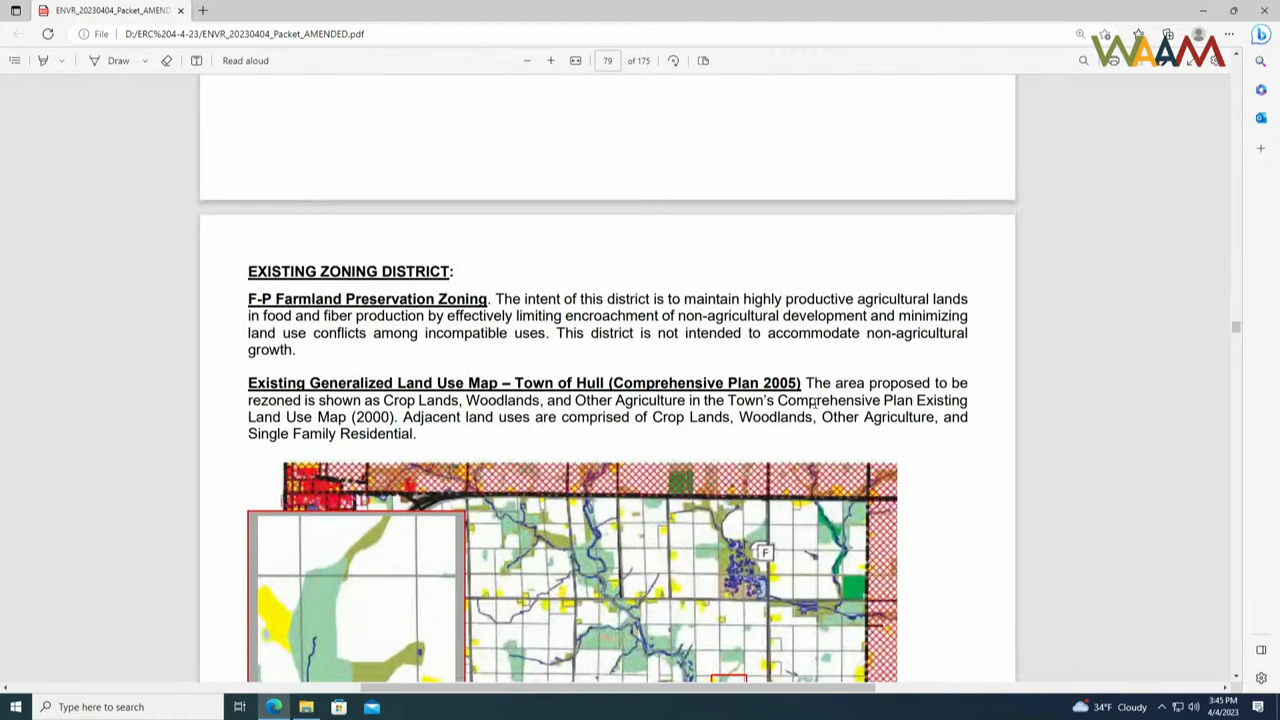 ENVR_20230404_Packet_AMENDED.p
File D:/ERC%204-4-23/ENVR_20230404_Packet_AMENDED.pdf
WAAM
Draw Read aloud 79 of 175
EXISTING ZONING DISTRICT:
F-P Farmland Preservation Zoning. The intent of this district is to maintain highly productive agricultural lands
in food and fiber production by effectively limiting encroachment of non-agricultural development and minimizing
land use conflicts among incompatible uses. This district is not intended to accommodate non-agricultural
growth.
Existing Generalized Land Use Map – Town of Hull (Comprehensive Plan 2005) The area proposed to be
rezoned is shown as Crop Lands, Woodlands, and Other Agriculture in the Town's Comprehensive Plan Existing
Land Use Map (2000). Adjacent land uses are comprised of Crop Lands, Woodlands, Other Agriculture, and
Single Family Residential.
F
Type here to search
34°F Cloudy
3:45 PM
4/4/2023